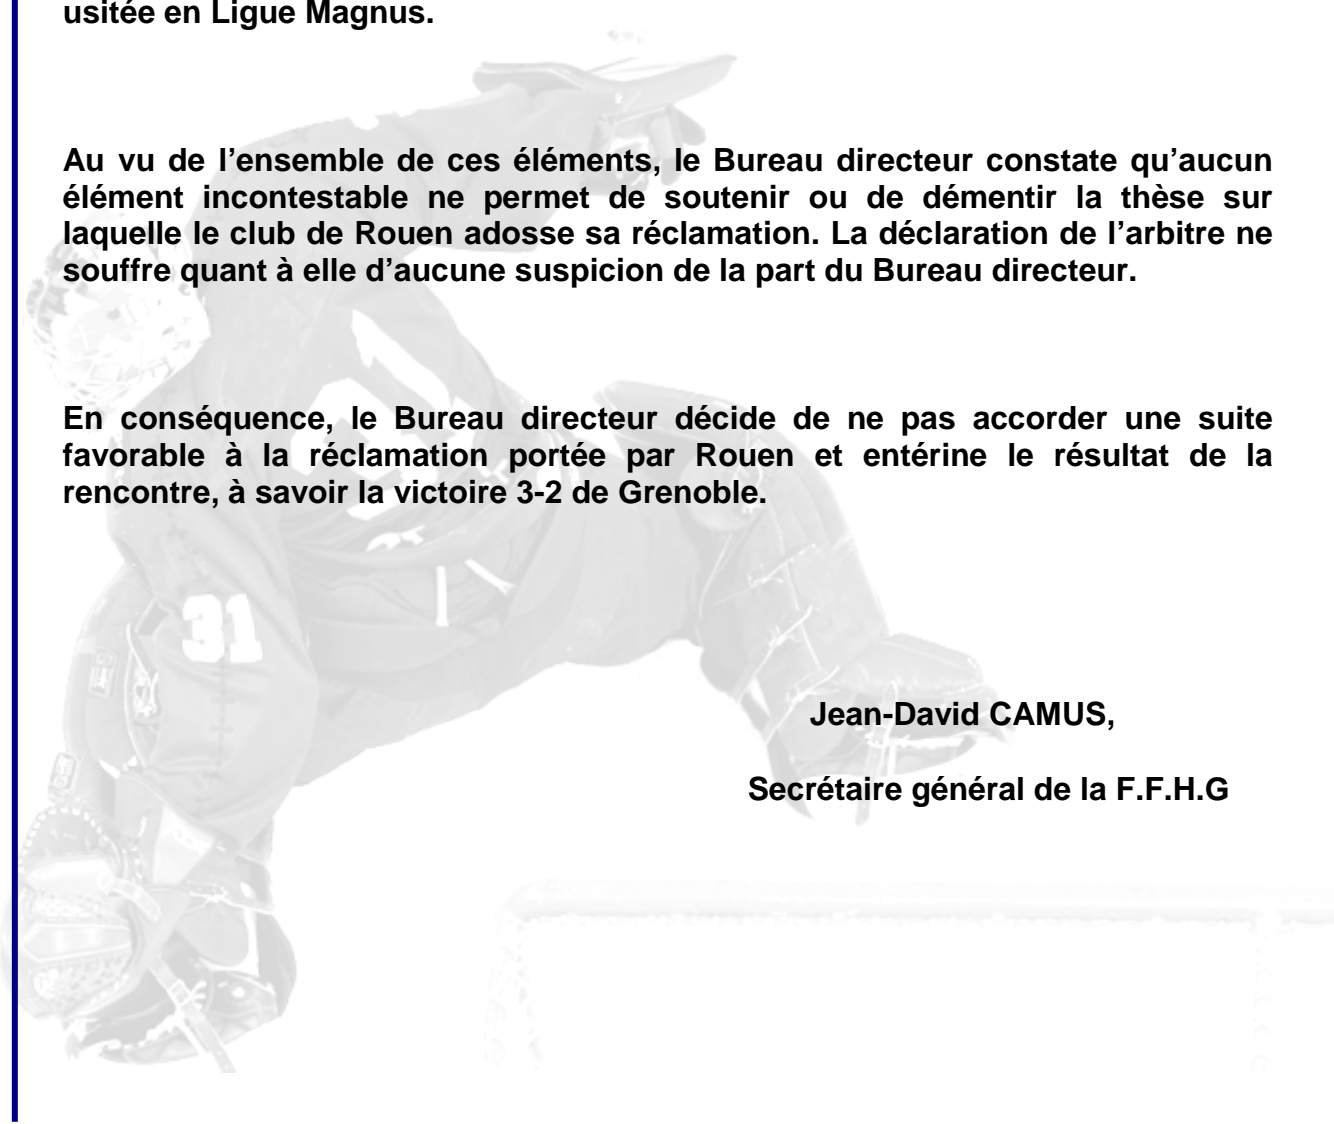 usitée en Ligue Magnus.
Au vu de l’ensemble de ces éléments, le Bureau directeur constate qu’aucun
élément incontestable ne permet de soutenir ou de démentir la thèse sur
laquelle le club de Rouen adosse sa réclamation. La déclaration de l’arbitre ne
souffre quant à elle d’aucune suspicion de la part du Bureau directeur.
En conséquence, le Bureau directeur décide de ne pas accorder une suite
favorable à la réclamation portée par Rouen et entérine le résultat de la
rencontre, à savoir la victoire 3-2 de Grenoble.
31
Jean-David CAMUS,
Secrétaire général de la F.F.H.G